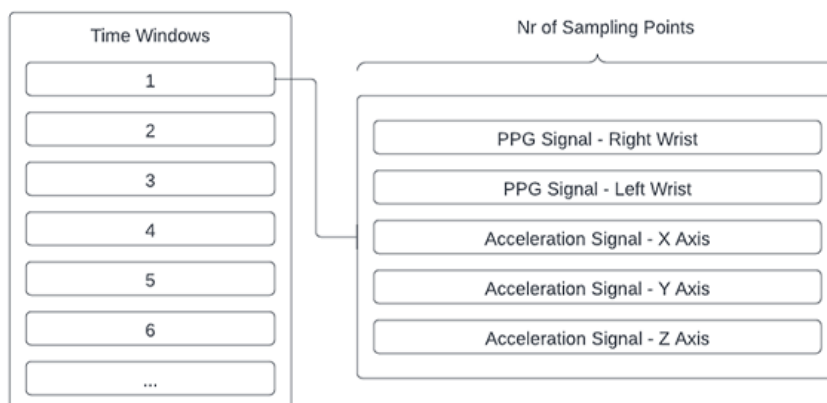 Time Windows
1
2
3
4
5
6
...
Nr of Sampling Points
PPG Signal - Right Wrist
PPG Signal - Left Wrist
Acceleration Signal - X Axis
Acceleration Signal - Y Axis
Acceleration Signal - Z Axis